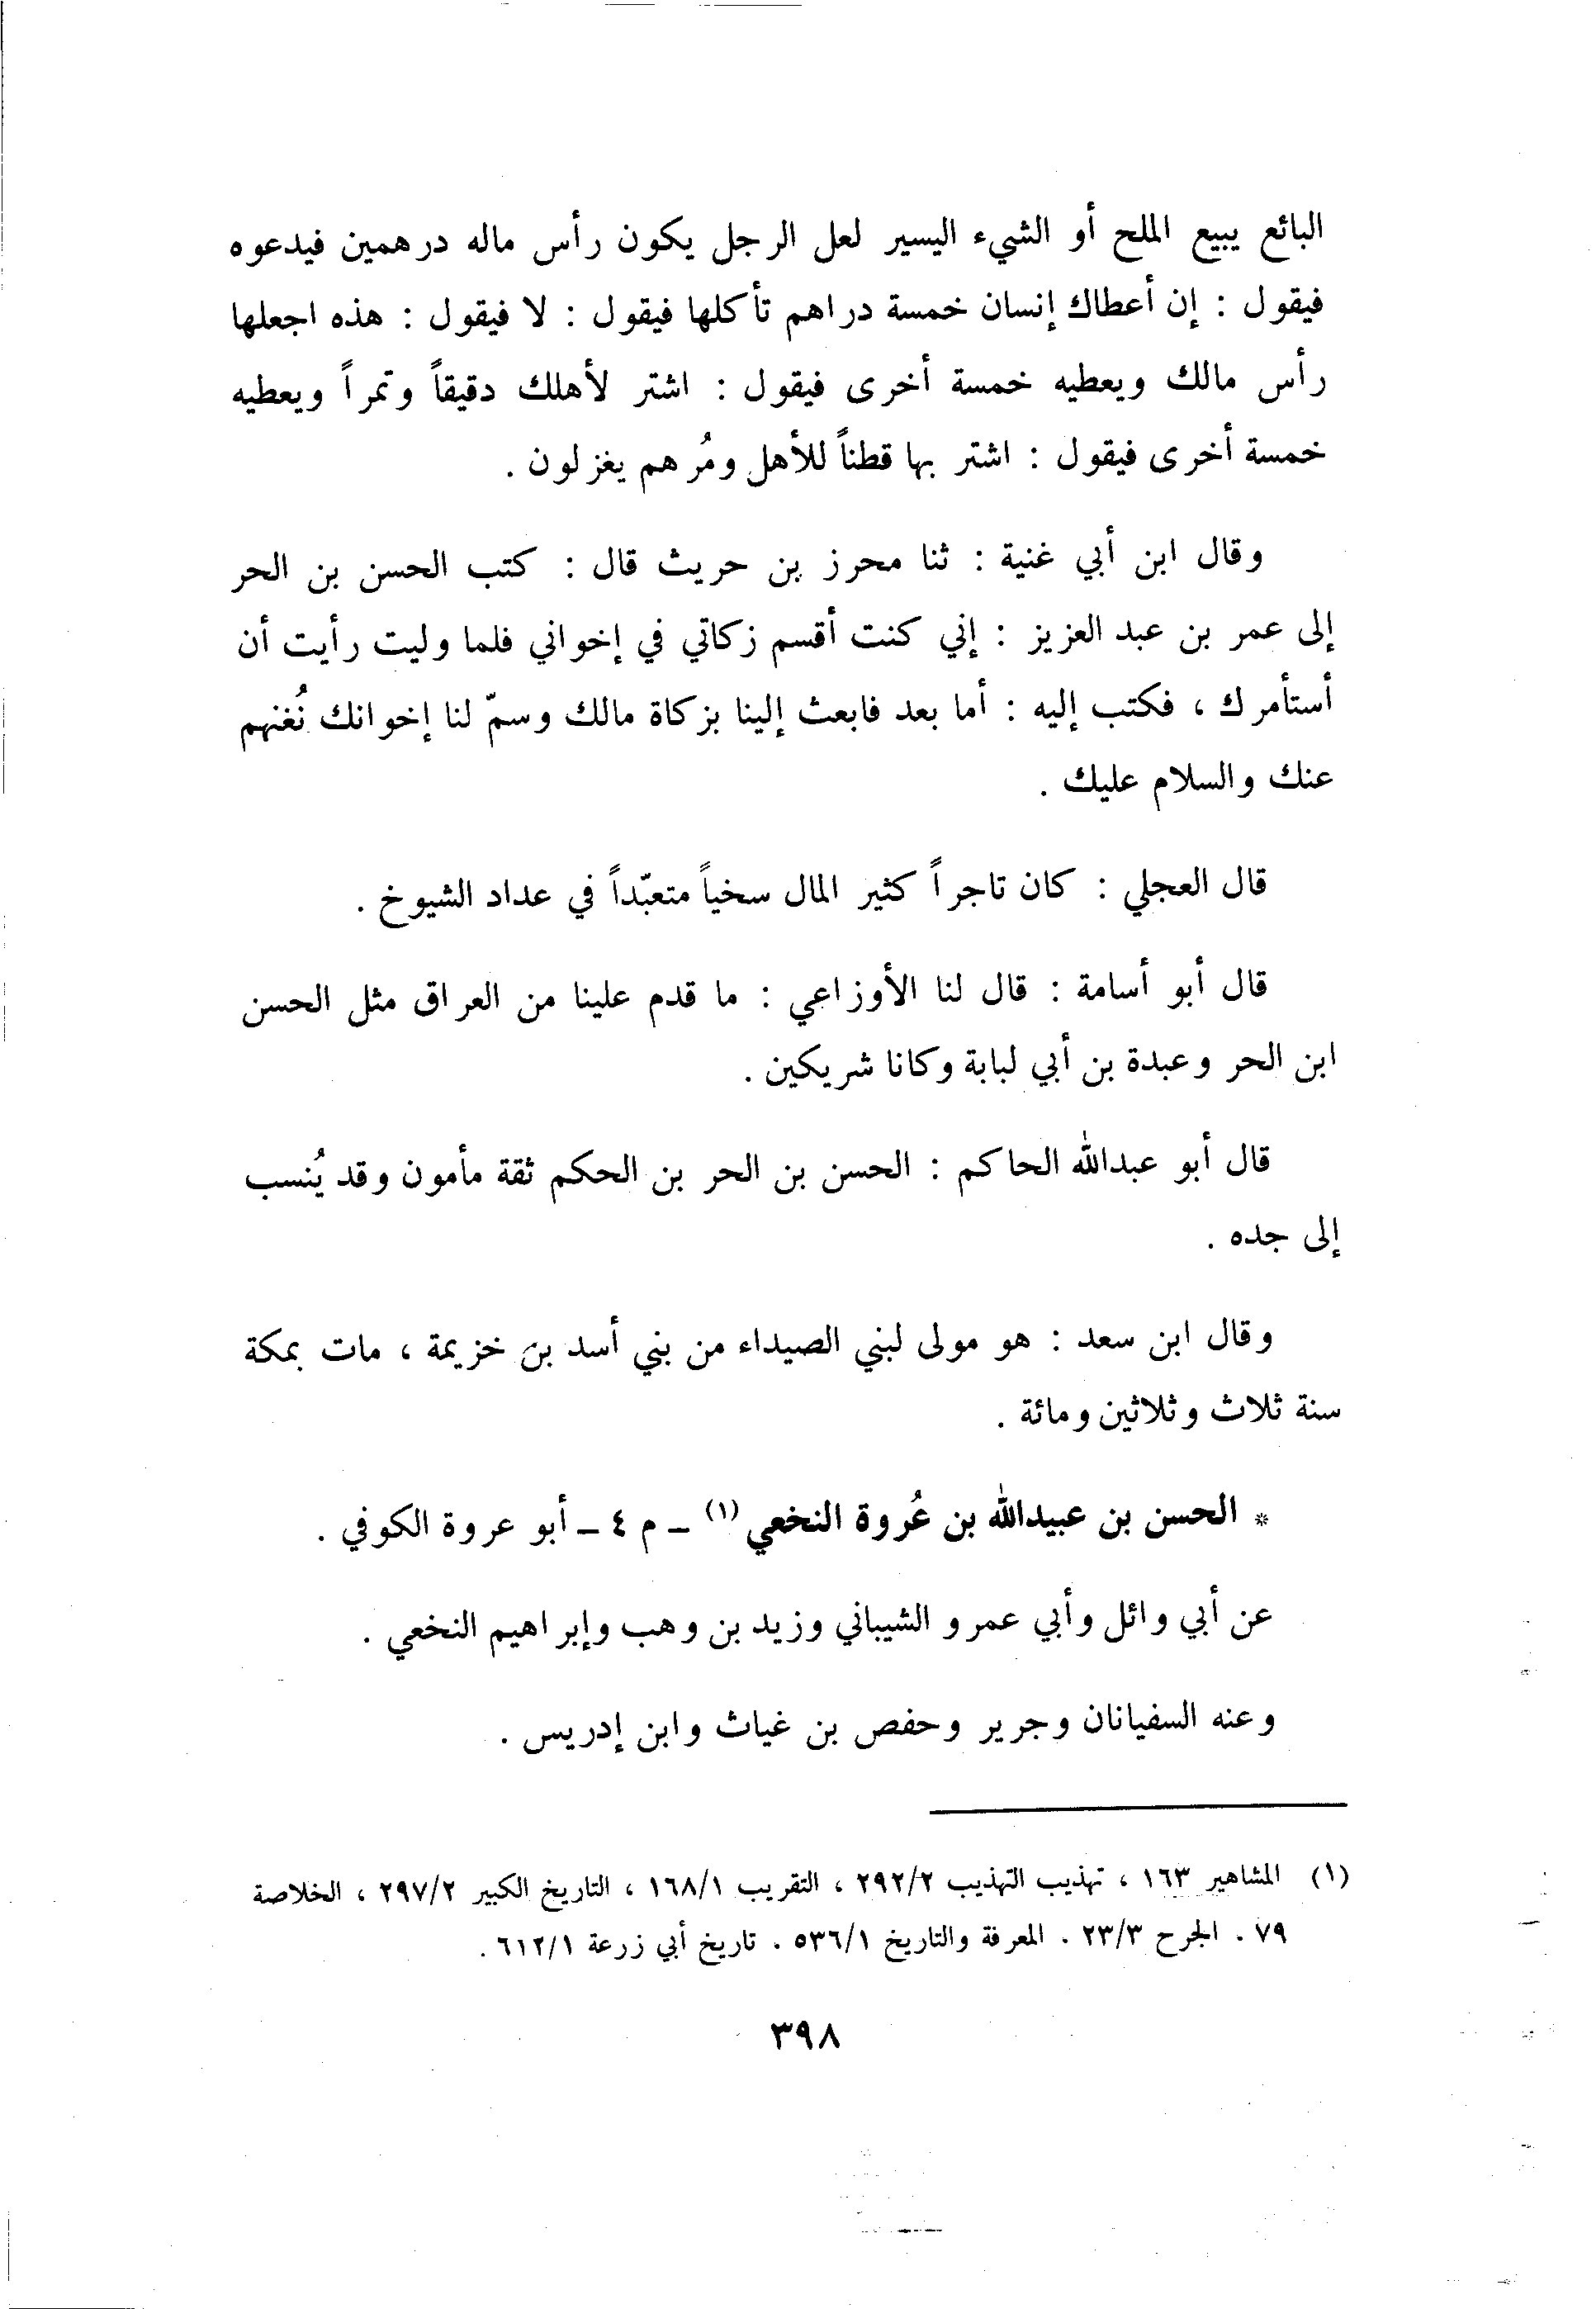 البائع يبيع الملح أو الشيء اليسير لعل الرجل يكون رأس ماله درهمين فيدعوه
فيقول : إن أعطاك إنسان خمسة دراهم تأكلها فيقول : لا فيقول : هذه اجعلها
رأس مالك ويعطيه خمسة أخرى فيقول : اشتر لأهلك دقيقاً وتمراً ويعطيه
خمسة أخرى فيقول : اشتر بها قطناً للأهل ومُرهم يغزلون .
وقال ابن أبي غنية : ثنا محرز بن حريث قال : كتب الحسن بن الحر
إلى عمر بن عبد العزيز : إني كنت أقسم زكاتي في إخواني فلما وليت رأيت أن
أستأمرك ، فكتب إليه : أما بعد فابعث إلينا بزكاة مالك وسمّ لنا إخوانك نُغنهم
عنك والسلام عليك .
قال العجلي : كان تاجراً كثير المال سخياً متعبّداً في عداد الشيوخ .
قال أبو أسامة : قال لنا الأوزاعي : ما قدم علينا من العراق مثل الحسن
ابن الحر وعبدة بن أبي لبابة وكانا شريكين .
قال أبو عبدالله الحاكم : الحسن بن الحر بن الحكم ثقة مأمون وقد يُنسب
إلى جده .
وقال ابن سعد : هو مولى لبني الصيداء من بني أسد بن خزيمة ، مات بمكة
سنة ثلاث وثلاثين ومائة .
* الحسن بن عبيدالله بن عُروة النخعي (١) - م ٤ - أبو عروة الكوفي .
عن أبي وائل وأبي عمرو الشيباني وزيد بن وهب وإبراهيم النخعي .
وعنه السفيانان وجرير وحفص بن غياث وابن إدريس .
(١) المشاهير ١٦٣ ، تهذيب التهذيب ٢٩٢/٢ ، التقريب ١٦٨/١ ، التاريخ الكبير ٢٩٧/٢ ، الخلاصة
٧٩ . الجرح ٢٣/٣ . المعرفة والتاريخ ٥٣٦/١ . تاريخ أبي زرعة ٦١٢/١ .
٣٩٨